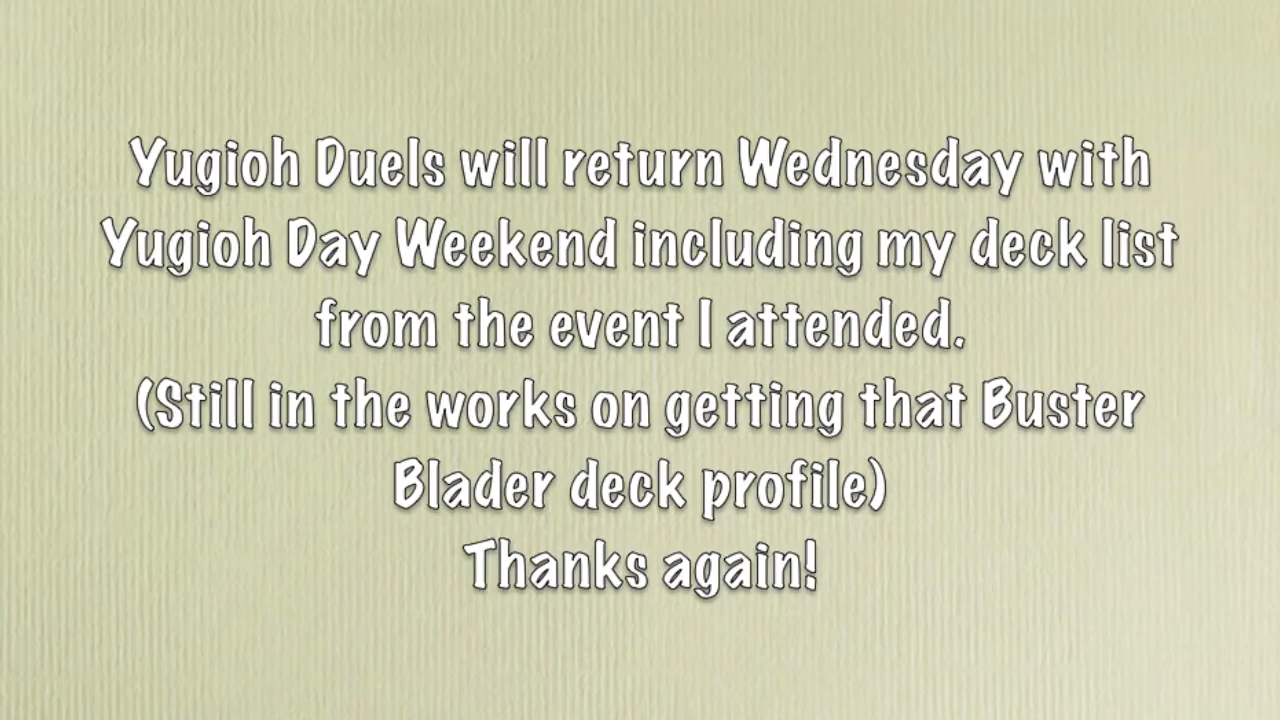 Yugioh Duels will return Wednesday with
Yugioh Day Weekend including my deck list
from the event I attended.
(Still in the works on getting that Buster
Blader deck profile)
Thanks again!